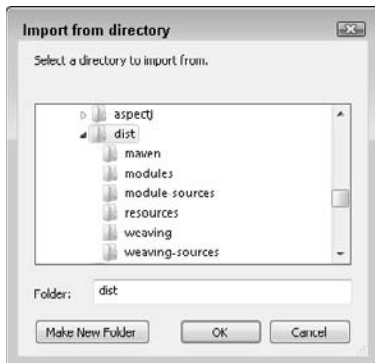 Import from directory
Select a directory to import from.
aspectj
dist
maven
modules
module-sources
resources
weaving
weaving-sources
Folder: dist
Make New Folder OK Cancel